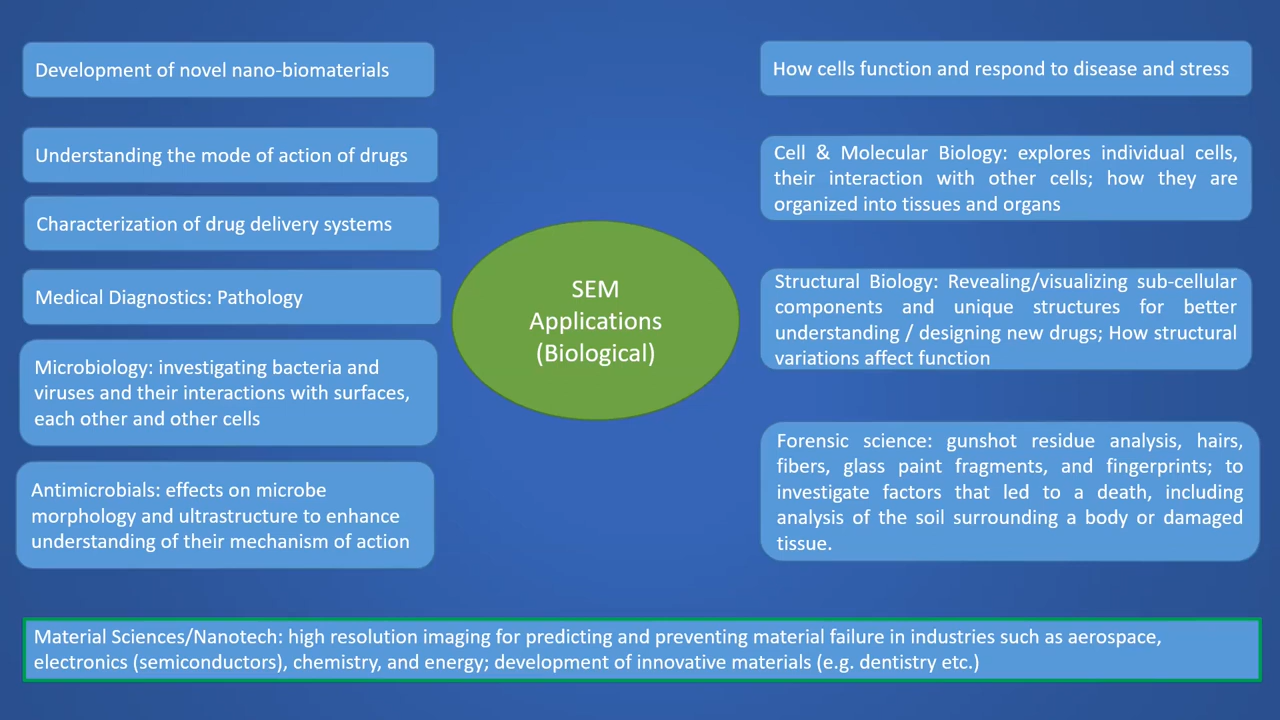 Development of novel nano-biomaterials
Understanding the mode of action of drugs
Characterization of drug delivery systems
Medical Diagnostics: Pathology
Microbiology: investigating bacteria and
viruses and their interactions with surfaces,
each other and other cells
Antimicrobials: effects on microbe
morphology and ultrastructure to enhance
understanding of their mechanism of action
SEM
Applications
(Biological)
How cells function and respond to disease and stress
Cell & Molecular Biology: explores individual cells,
their interaction with other cells; how they are
organized into tissues and organs
Structural Biology: Revealing/visualizing sub-cellular
components and unique structures for better
understanding / designing new drugs; How structural
variations affect function
Forensic science: gunshot residue analysis, hairs,
fibers, glass paint fragments, and fingerprints; to
investigate factors that led to a death, including
analysis of the soil surrounding a body or damaged
tissue.
Material Sciences/Nanotech: high resolution imaging for predicting and preventing material failure in industries such as aerospace,
electronics (semiconductors), chemistry, and energy; development of innovative materials (e.g. dentistry etc.)